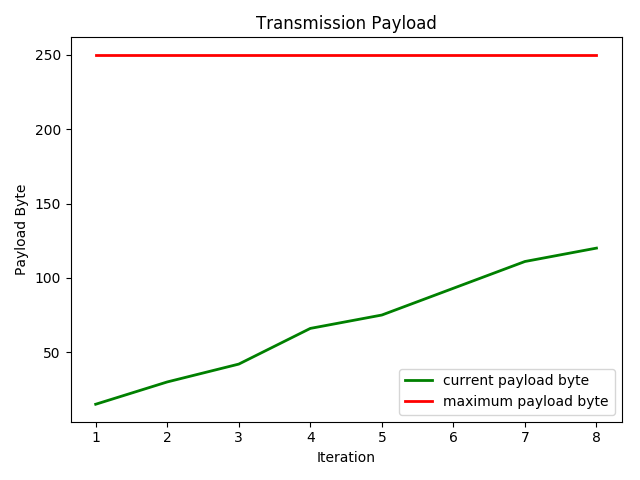 Transmission Payload
250
200
150
100
50
Payload Byte
1 2 3 4 5 6 7 8
Iteration
current payload byte
maximum payload byte